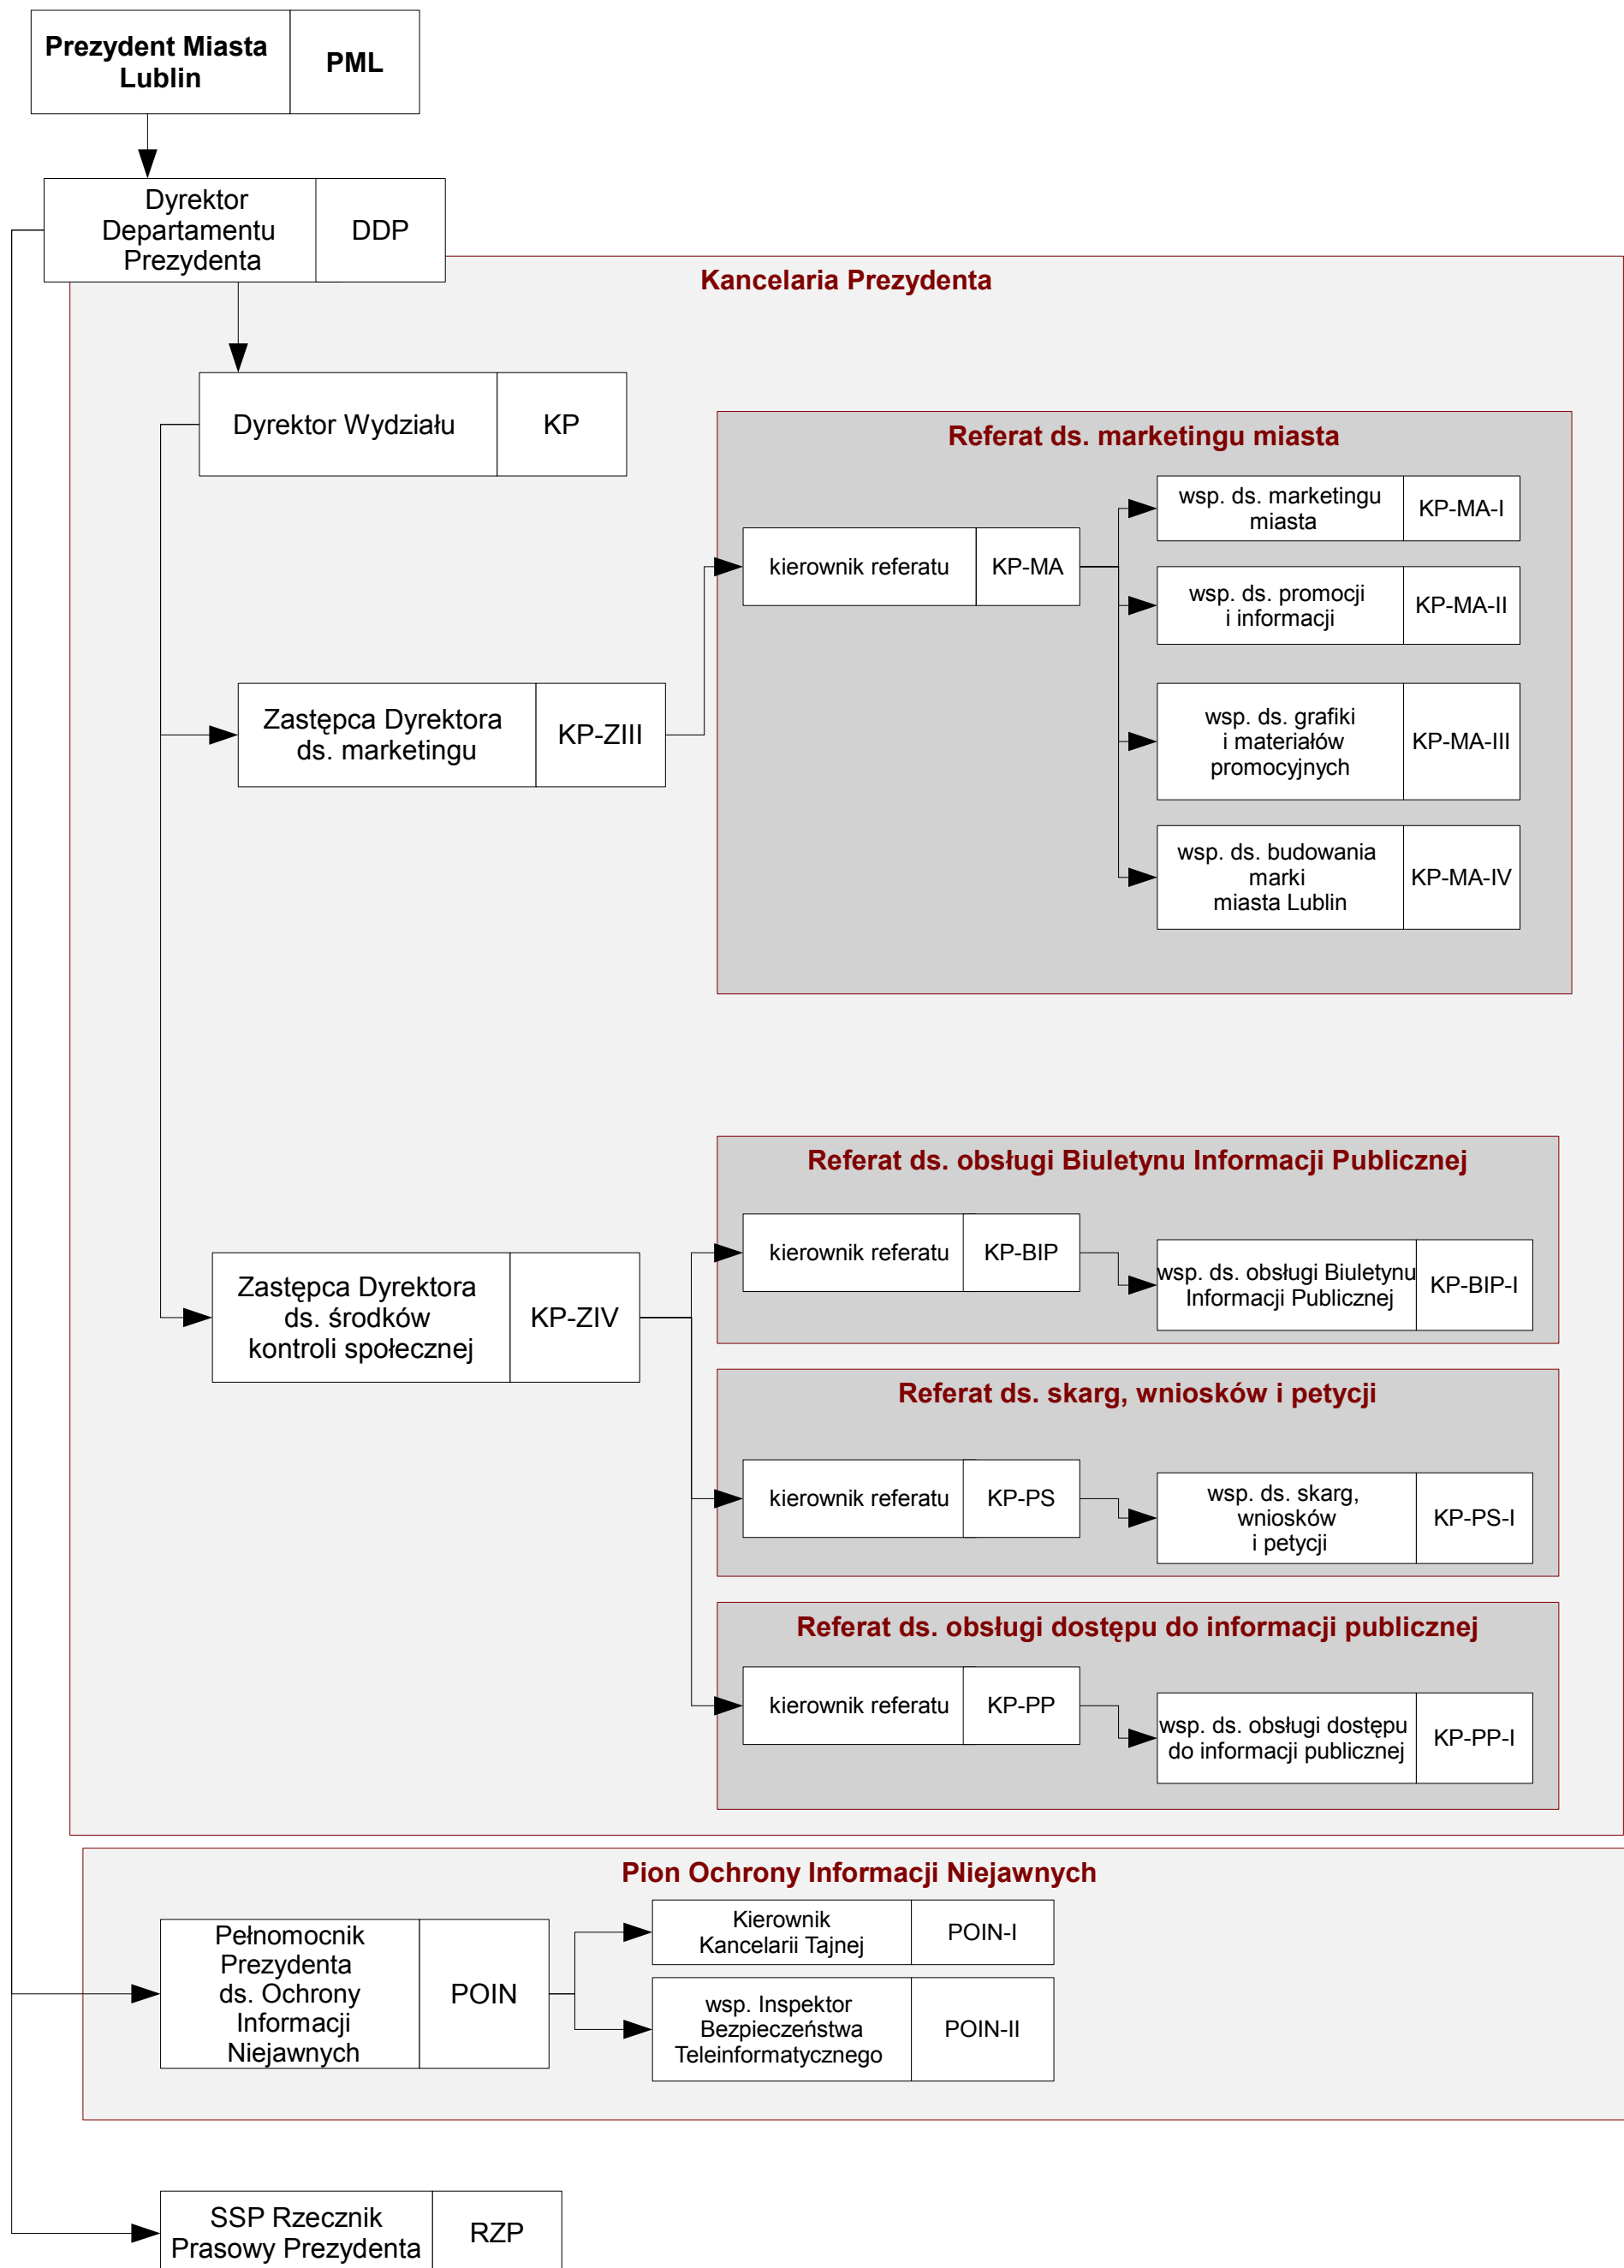 Prezydent Miasta
Lublin
PML
Dyrektor
Departamentu
Prezydenta
DDP
Kancelaria Prezydenta
Dyrektor Wydziału
KP
Referat ds. marketingu miasta
kierownik referatu
KP-MA
wsp. ds. marketingu
miasta
KP-MA-I
wsp. ds. promocji
i informacji
KP-MA-II
Zastępca Dyrektora
ds. marketingu
KP-ZIII
wsp. ds. grafiki
i materiałów
promocyjnych
KP-MA-III
wsp. ds. budowania
marki
miasta Lublin
KP-MA-IV
Referat ds. obsługi Biuletynu Informacji Publicznej
kierownik referatu
KP-BIP
wsp. ds. obsługi Biuletynu
Informacji Publicznej
KP-BIP-I
Zastępca Dyrektora
ds. środków
kontroli społecznej
KP-ZIV
Referat ds. skarg, wniosków i petycji
kierownik referatu
KP-PS
wsp. ds. skarg,
wniosków
i petycji
KP-PS-I
Referat ds. obsługi dostępu do informacji publicznej
kierownik referatu
KP-PP
wsp. ds. obsługi dostępu
do informacji publicznej
KP-PP-I
Pion Ochrony Informacji Niejawnych
Pełnomocnik
Prezydenta
ds. Ochrony
Informacji
Niejawnych
POIN
Kierownik
Kancelarii Tajnej
POIN-I
wsp. Inspektor
Bezpieczeństwa
Teleinformatycznego
POIN-II
SSP Rzecznik
Prasowy Prezydenta
RZP